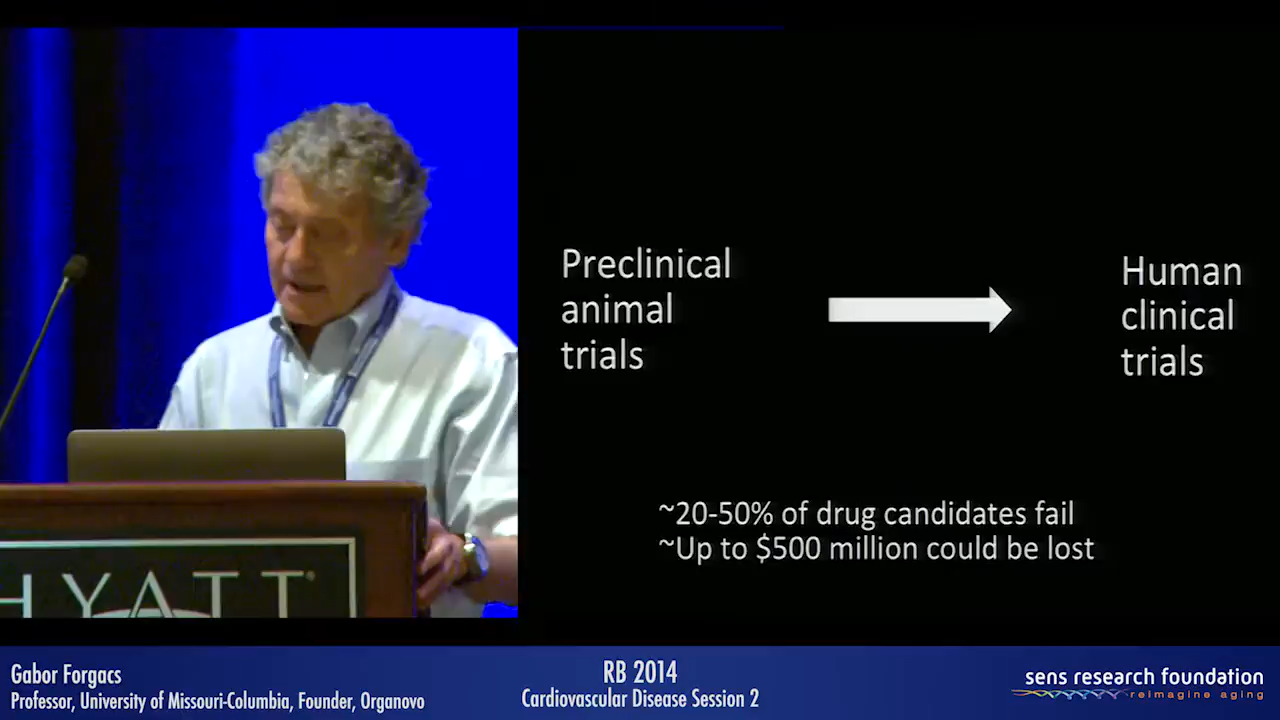 Preclinical
animal
trials
Human
clinical
trials
~20-50% of drug candidates fail
~Up to $500 million could be lost
HYATT®
Gabor Forgacs
Professor, University of Missouri-Columbia, Founder, Organovo
RB 2014
Cardiovascular Disease Session 2
sens research foundation
reimagine aging